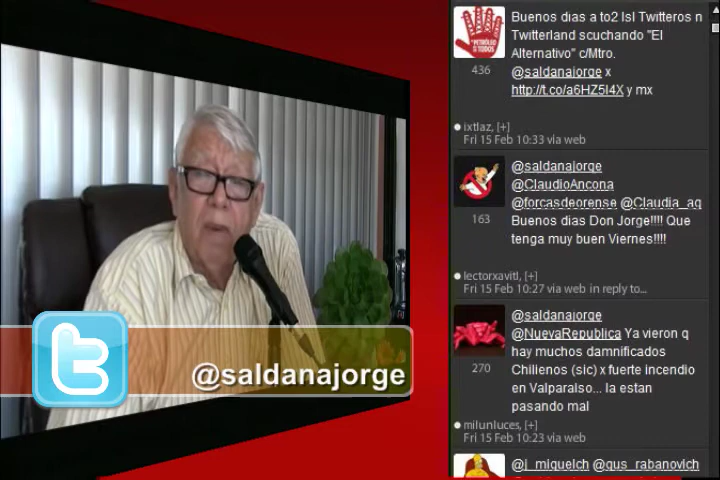 Buenos dias a to2 lsl Twitteros n
Twitterland scuchando "El
Alternativo" c/Mtro.
@saldanajorge x
http://t.co/a6HZ5I4X y mx
436
ixtlaz, [+]
Fri 15 Feb 10:33 via web
@saldanajorge
@ClaudioAncona
@forcasdeorense @Claudia_aq
Buenos dias Don Jorge!!!! Que
tenga muy buen Viernes!!!!
163
lectorxavitl, [+]
Fri 15 Feb 10:27 via web in reply to...
@saldanajorge
@NuevaRepublica Ya vieron q
hay muchos damnificados
Chilienos (sic) x fuerte incendio
en Valparaíso... la estan
pasando mal
270
milunluces, [+]
Fri 15 Feb 10:23 via web
@j_miguelch @gus_rabanovich
@saldanajorge